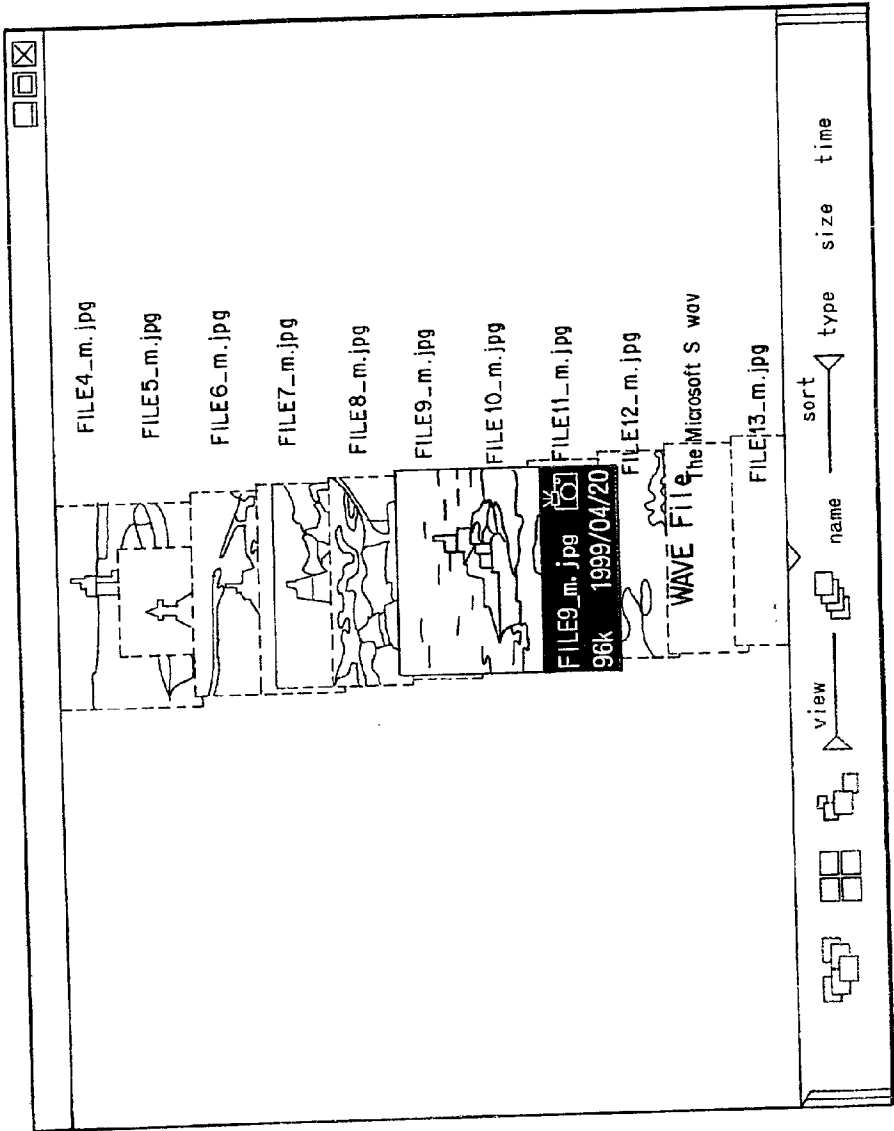 FILE4_m.jpg
FILE5_m.jpg
FILE6_m.jpg
FILE7_m.jpg
FILE8_m.jpg
FILE9_m.jpg
FILE10_m.jpg
FILE11_m.jpg
FILE12_m.jpg
The Microsoft S wav
FILE13_m.jpg
FILE9_m.jpg
96k 1999/04/20
WAVE File
view
sort
name type size time